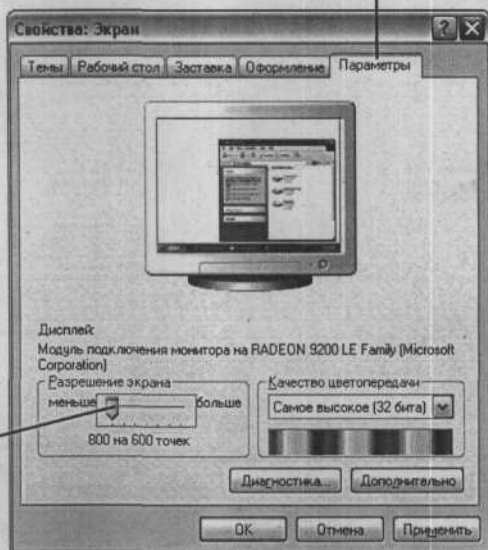 Свойства: Экран
Темы Рабочий стол Заставка Оформление Параметры
Дисплей:
Модуль подключения монитора на RADEON 9200 LE Family (Microsoft
Corporation)
Разрешение экрана
меньше больше
800 на 600 точек
Качество цветопередачи
Самое высокое (32 бита)
Диагностика... Дополнительно
OK Отмена Применить